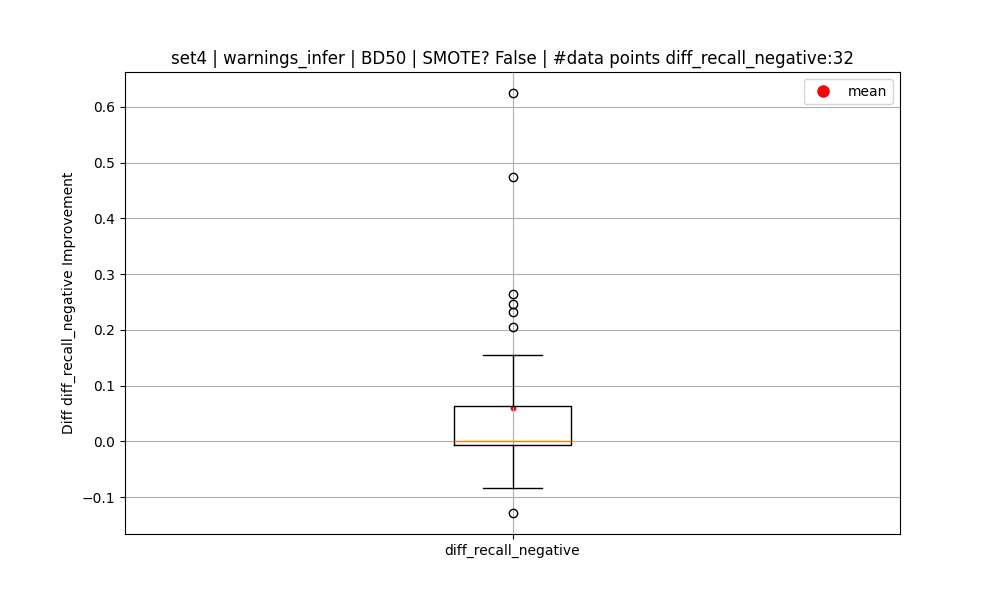 set4 | warnings_infer | BD50 | SMOTE? False | #data points diff_recall_negative:32
mean
Diff diff_recall_negative Improvement
0.6
0.5
0.4
0.3
0.2
0.1
0.0
−0.1
diff_recall_negative